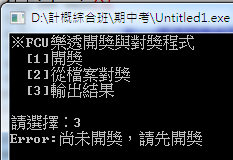 D:\計概綜合班\期中考\Untitled1.exe
※FCU樂透開獎與對獎程式
[1]開獎
[2]從檔案對獎
[3]輸出結果
請選擇：3
Error:尚未開獎，請先開獎